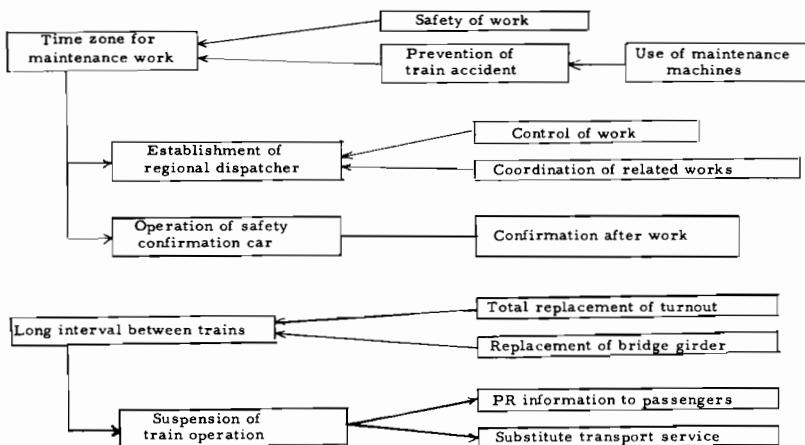 Safety of work
Time zone for
maintenance work
Prevention of
train accident
Use of maintenance
machines
Establishment of
regional dispatcher
Control of work
Coordination of related works
Operation of safety
confirmation car
Confirmation after work
Long interval between trains
Total replacement of turnout
Replacement of bridge girder
Suspension of
train operation
PR information to passengers
Substitute transport service